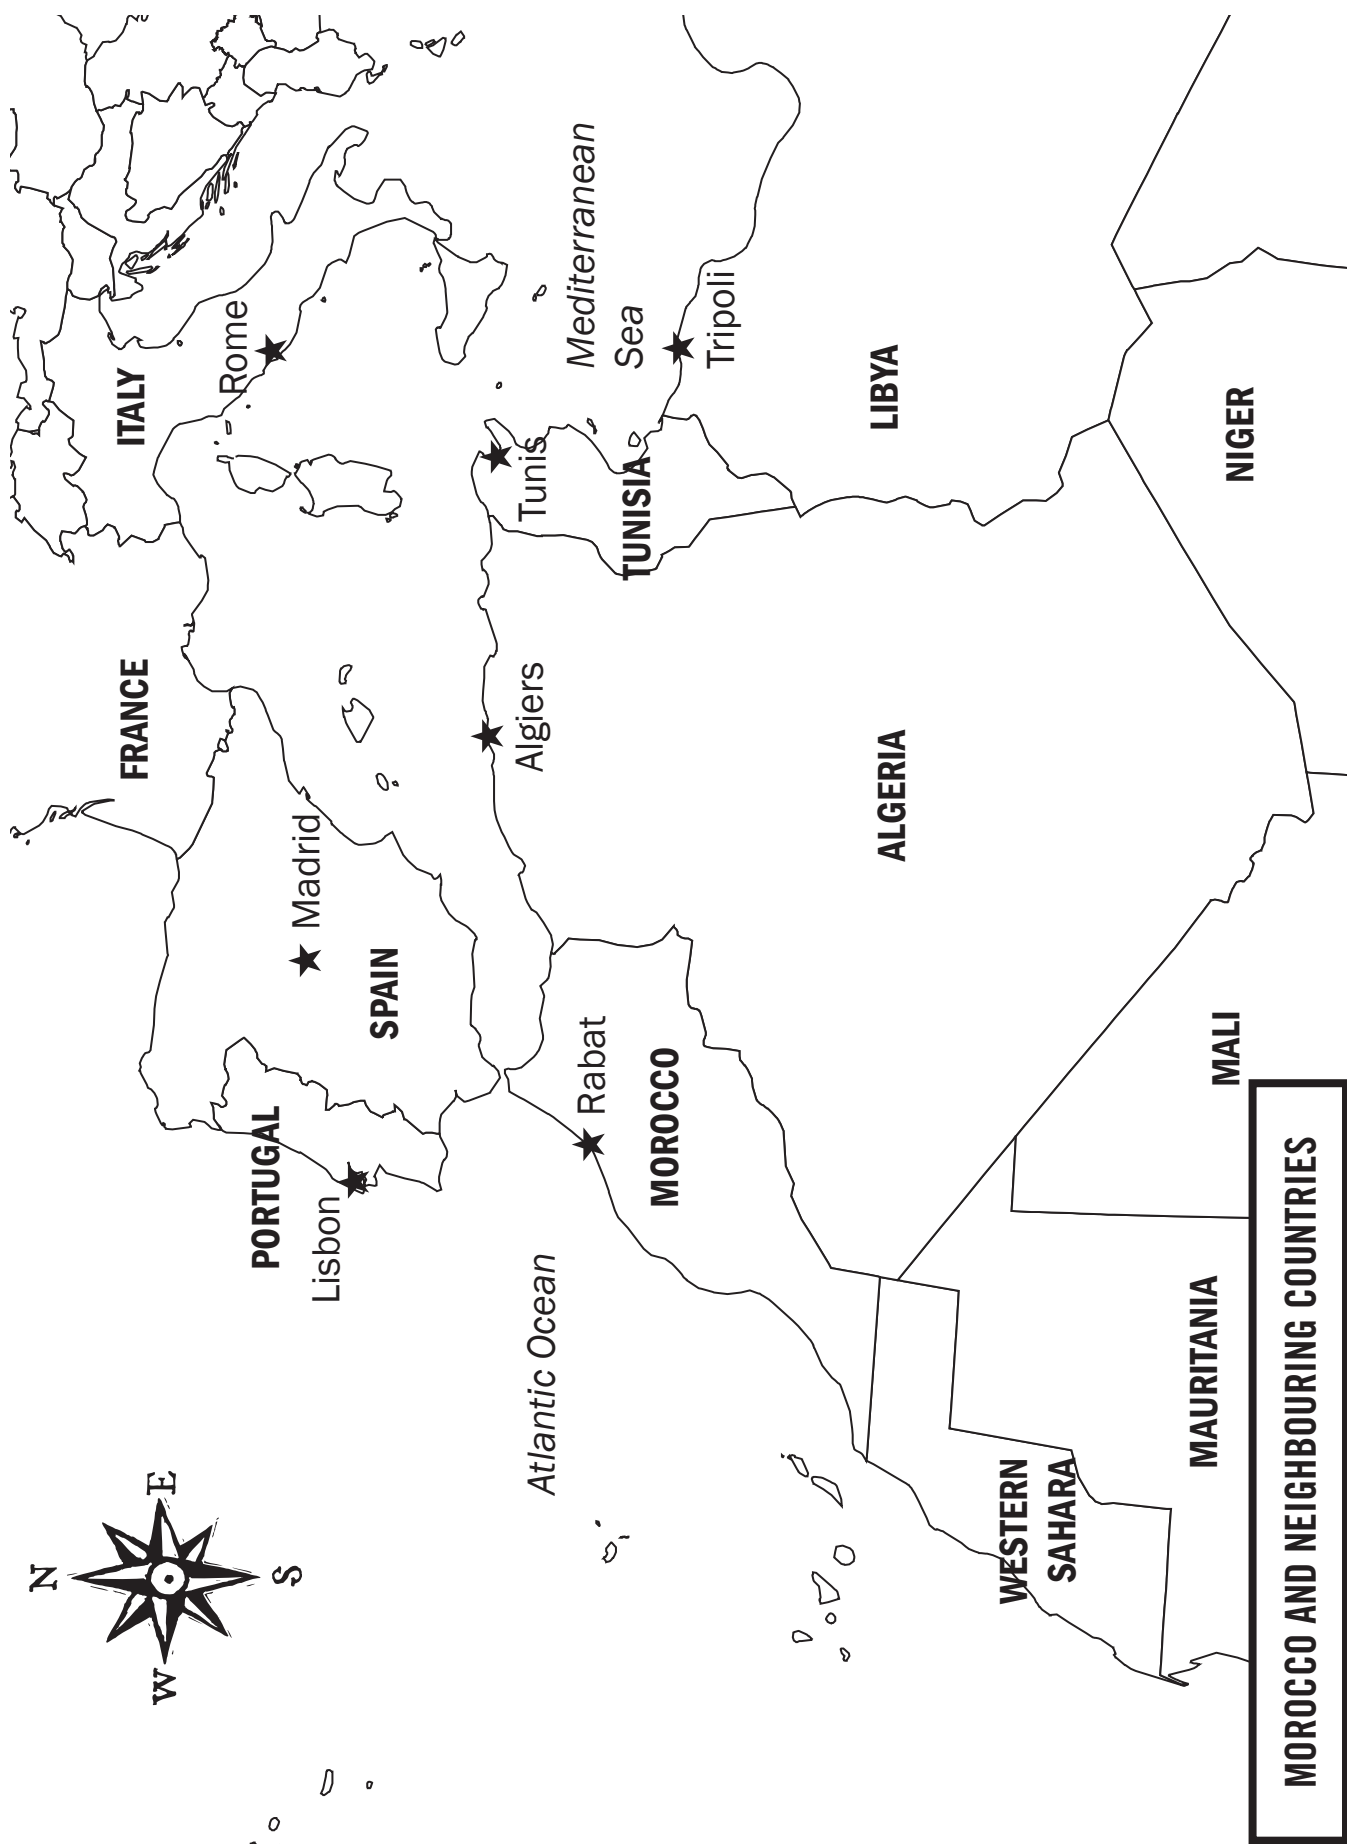 N
W
E
S
FRANCE
ITALY
Rome
Madrid
SPAIN
PORTUGAL
Lisbon
Mediterranean
Sea
Tunis
Algiers
Atlantic Ocean
Rabat
TUNISIA
Tripoli
MOROCCO
ALGERIA
LIBYA
WESTERN
SAHARA
MAURITANIA
MALI
NIGER
MOROCCO AND NEIGHBOURING COUNTRIES